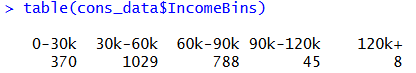 > table(cons_data$IncomeBins)
0-30k 30k-60k 60k-90k 90k-120k 120k+
370 1029 788 45 8